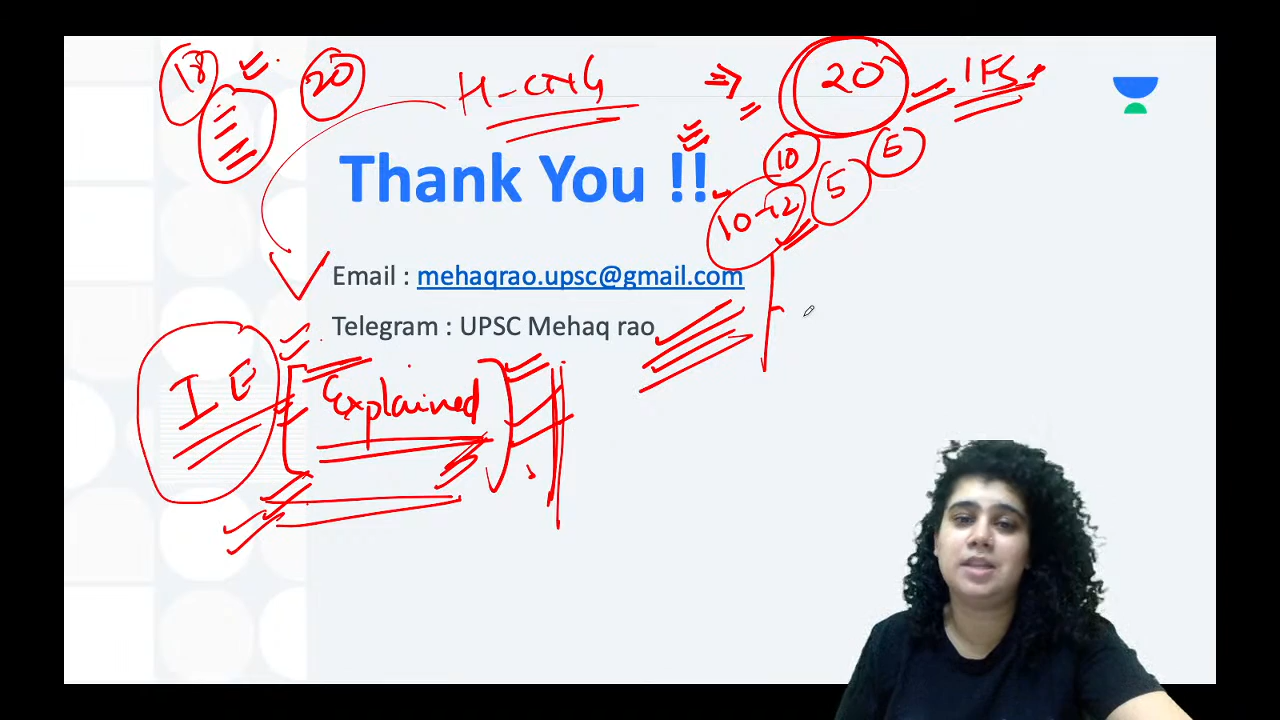 18 20 20 IFS
Thank You !!
10 5
10-12 5
Email : mehaqrao.upsc@gmail.com
Telegram : UPSC Mehaq rao
IE Explained